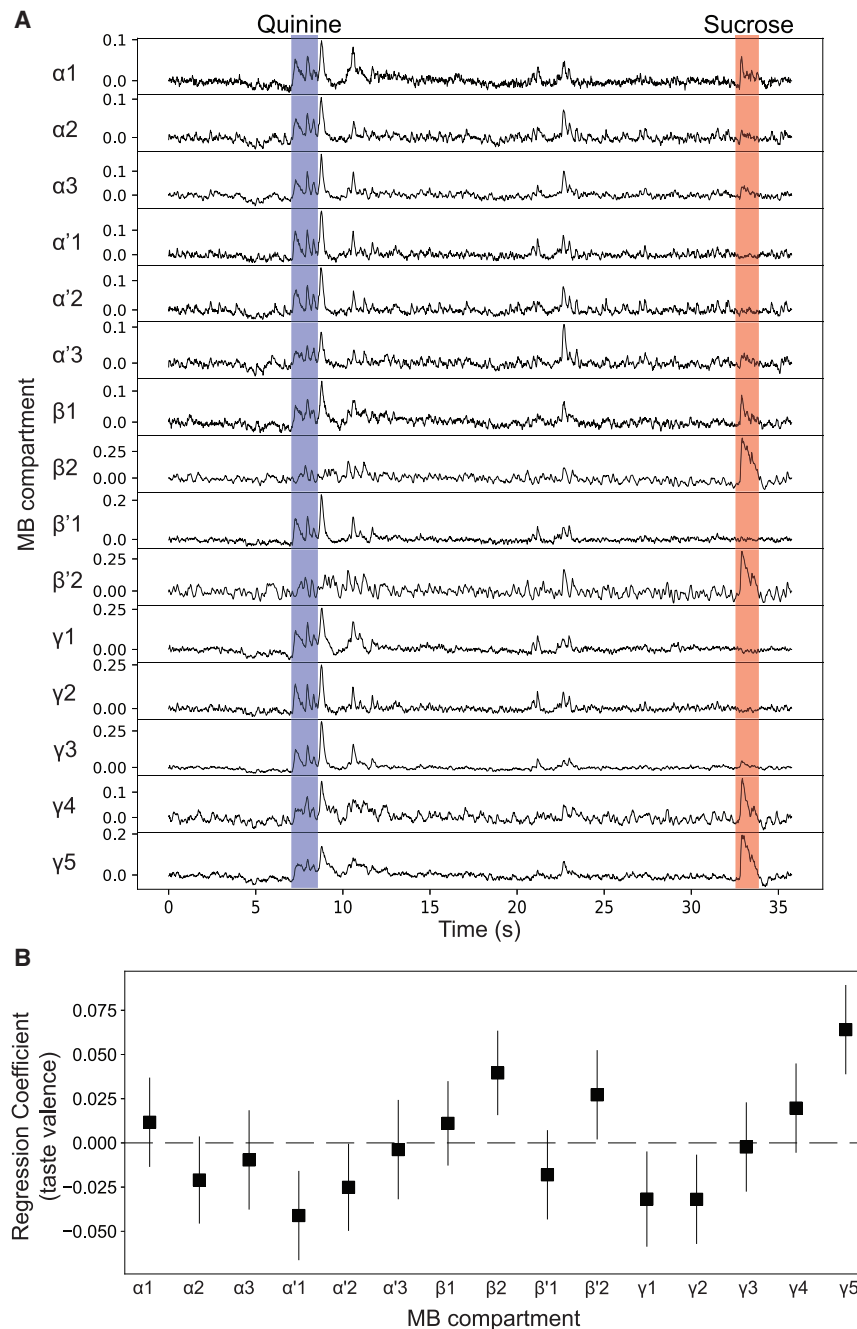 A
Quinine Sucrose
α1 0.1 0.0
α2 0.1 0.0
α3 0.1 0.0
α'1 0.1 0.0
α'2 0.1 0.0
α'3 0.1 0.0
β1 0.1 0.0
β2 0.25 0.00
β'1 0.2 0.0
β'2 0.25 0.00
γ1 0.25 0.00
γ2 0.25 0.00
γ3 0.25 0.00
γ4 0.1 0.0
γ5 0.2 0.0
MB compartment
0 5 10 15 20 25 30 35
Time (s)
B
Regression Coefficient
(taste valence)
0.075
0.050
0.025
0.000
−0.025
−0.050
α1 α2 α3 α'1 α'2 α'3 β1 β2 β'1 β'2 γ1 γ2 γ3 γ4 γ5
MB compartment